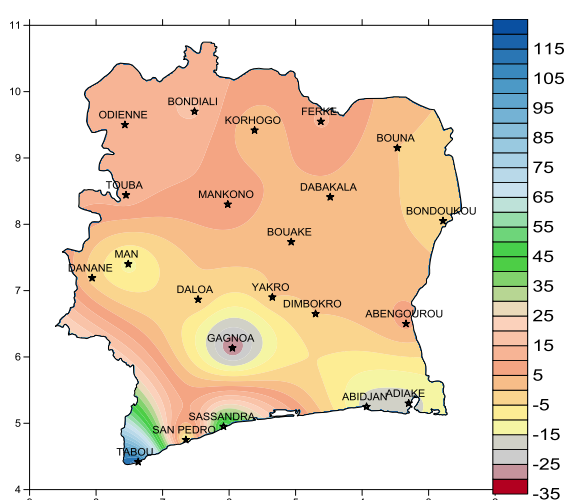 11
10
9
8
7
6
5
4
BONDIALI
ODIENNE
KORHOGO
FERKE
BOUNA
TOUBA
MANKONO
DABAKALA
BONDOUKOU
BOUAKE
MAN
DANANE
DALOA
YAKRO
DIMBOKRO
ABENGOUROU
GAGNOA
ABIDJAN
ADIAKE
SASSANDRA
SAN PEDRO
TABOU
115
105
95
85
75
65
55
45
35
25
15
5
-5
-15
-25
-35